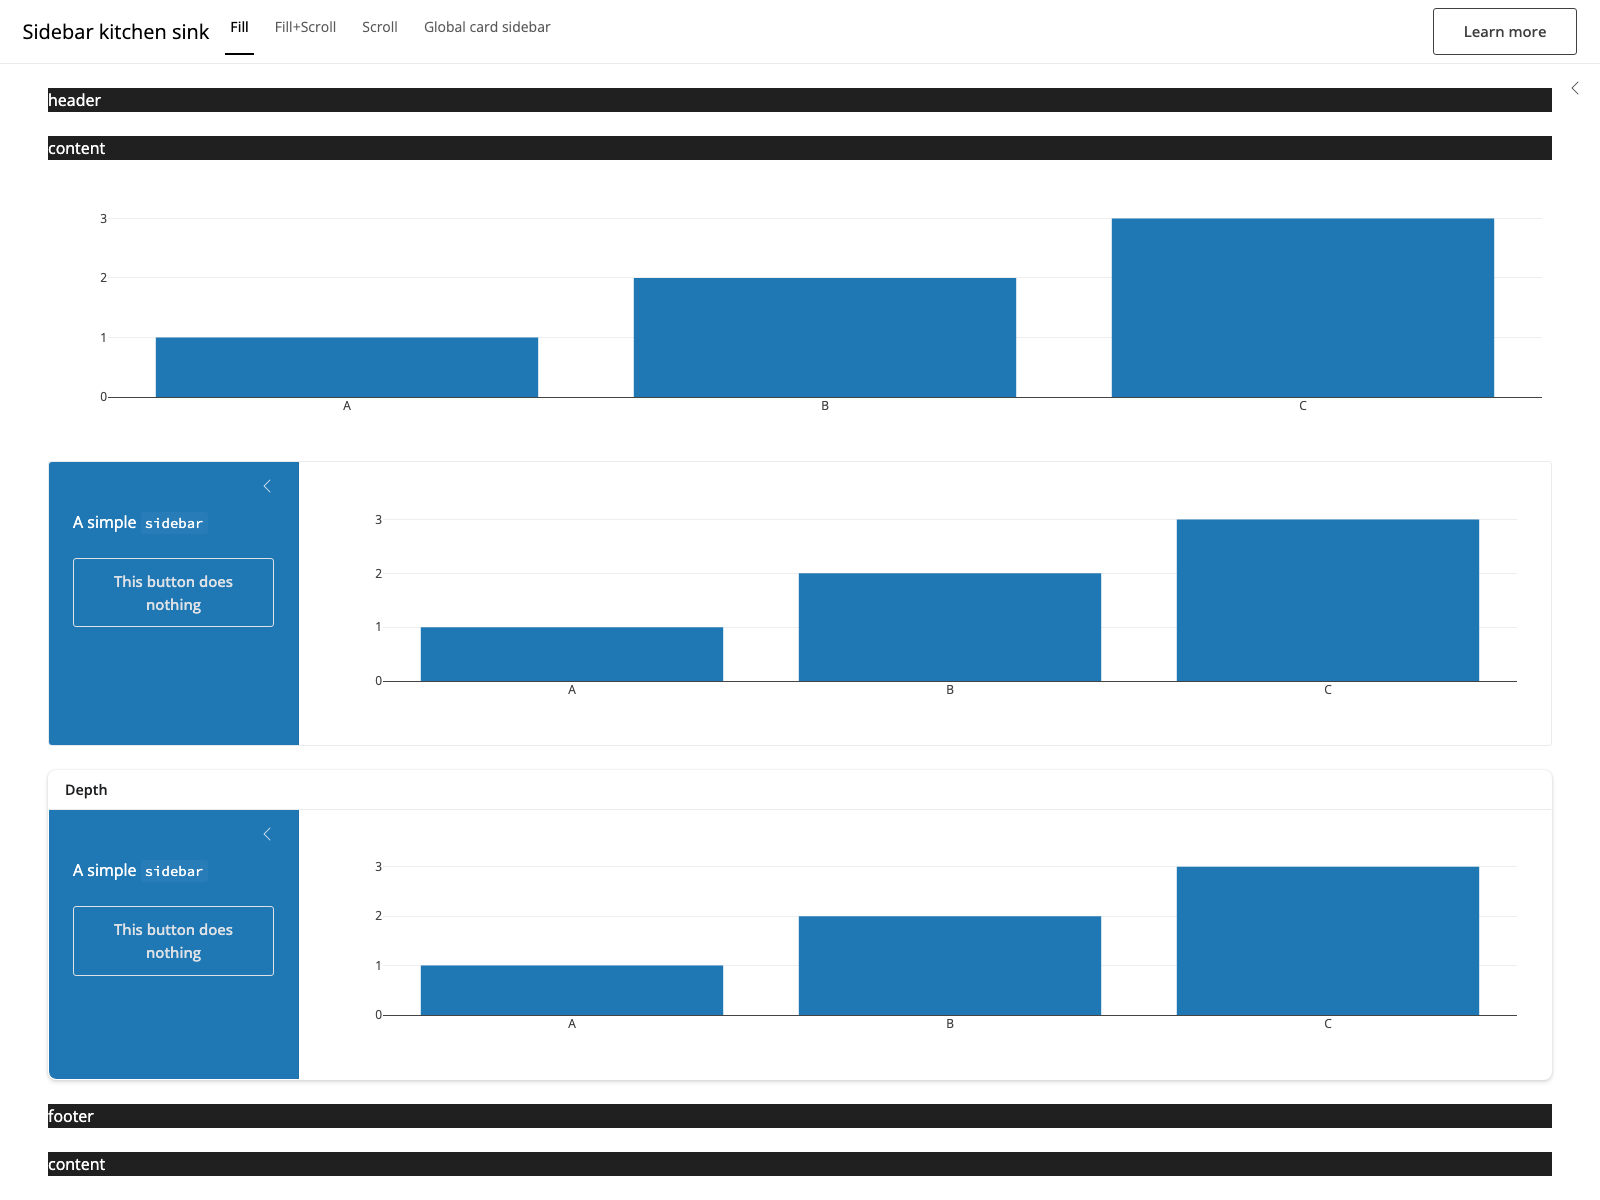 Sidebar kitchen sink Fill Fill+Scroll Scroll Global card sidebar Learn more
header
content
3
2
1
0
A B C
A simple sidebar
This button does
nothing
3
2
1
0
A B C
Depth
A simple sidebar
This button does
nothing
3
2
1
0
A B C
footer
content